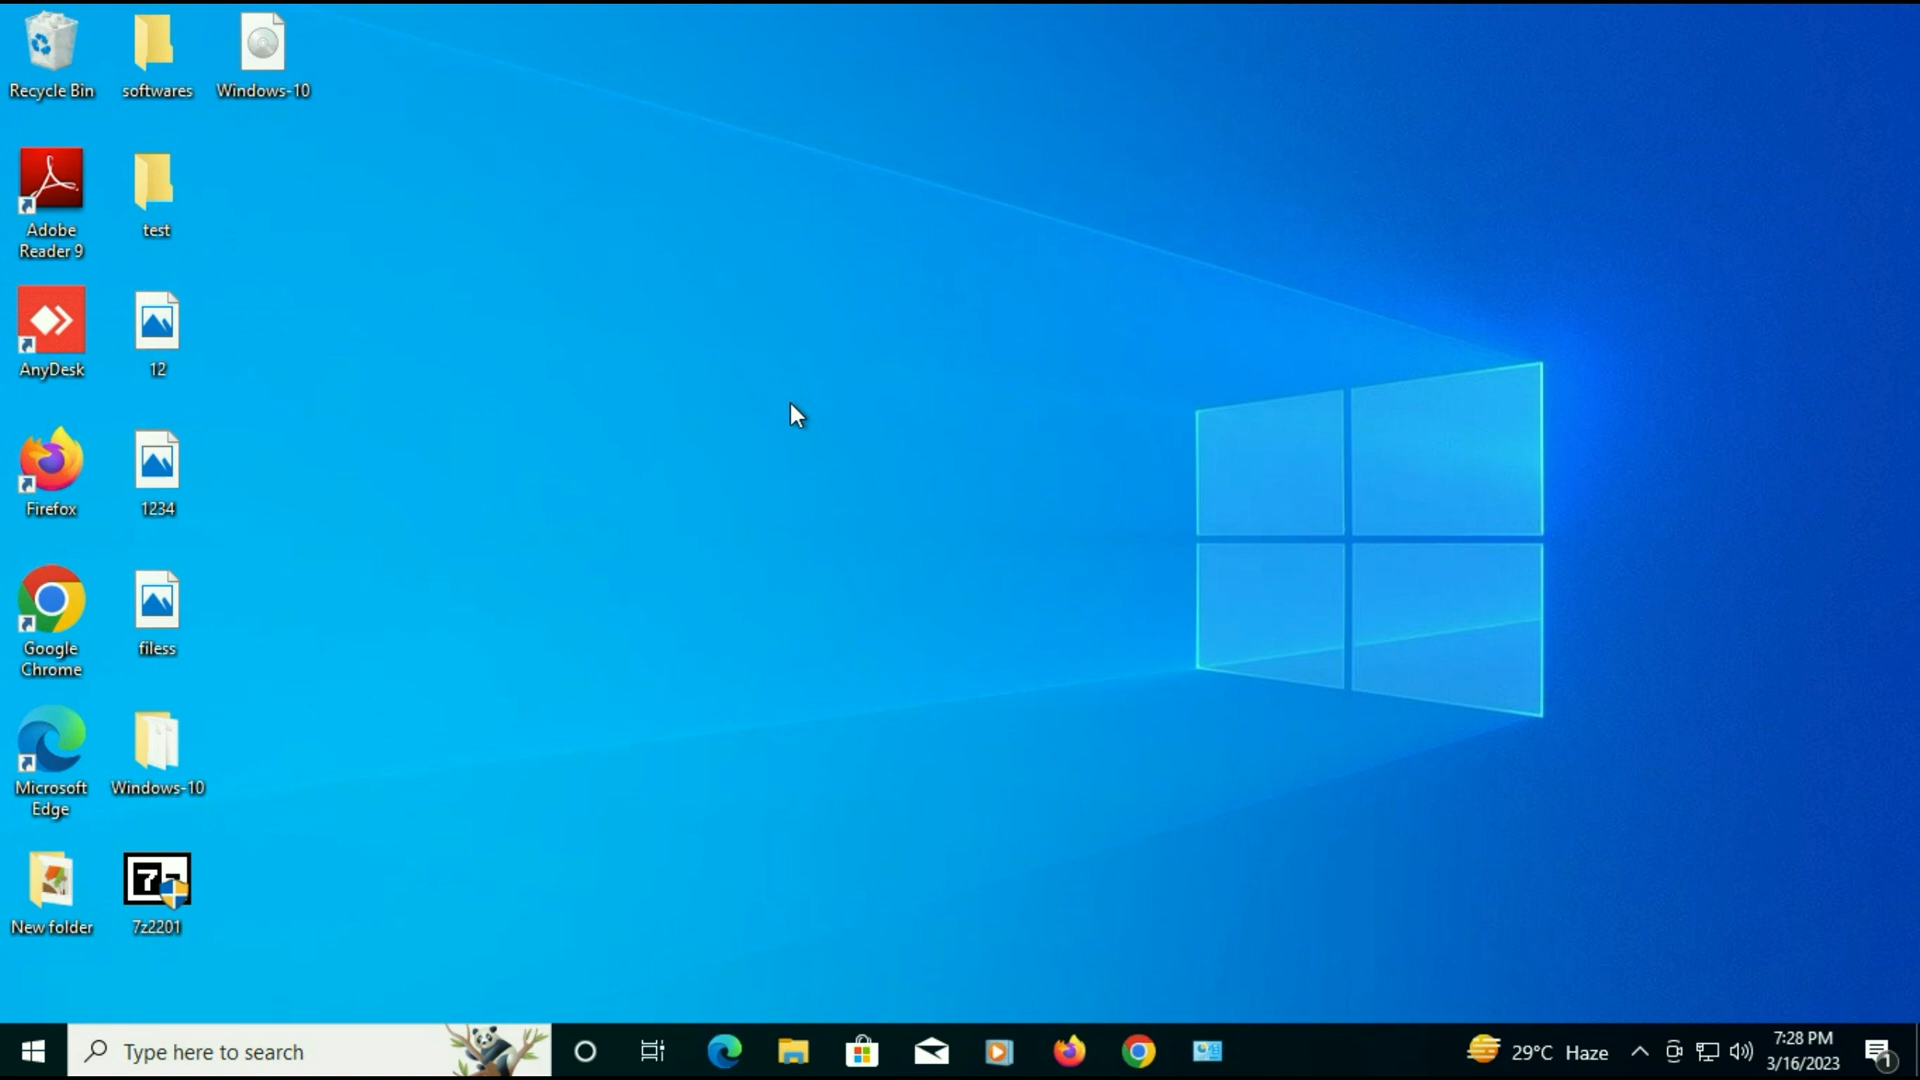 Recycle Bin
softwares
Windows-10
Adobe
Reader 9
test
AnyDesk
12
Firefox
1234
Google
Chrome
filess
Microsoft
Edge
Windows-10
New folder
7z2201
Type here to search
29°C Haze
7:28 PM
3/16/2023
1